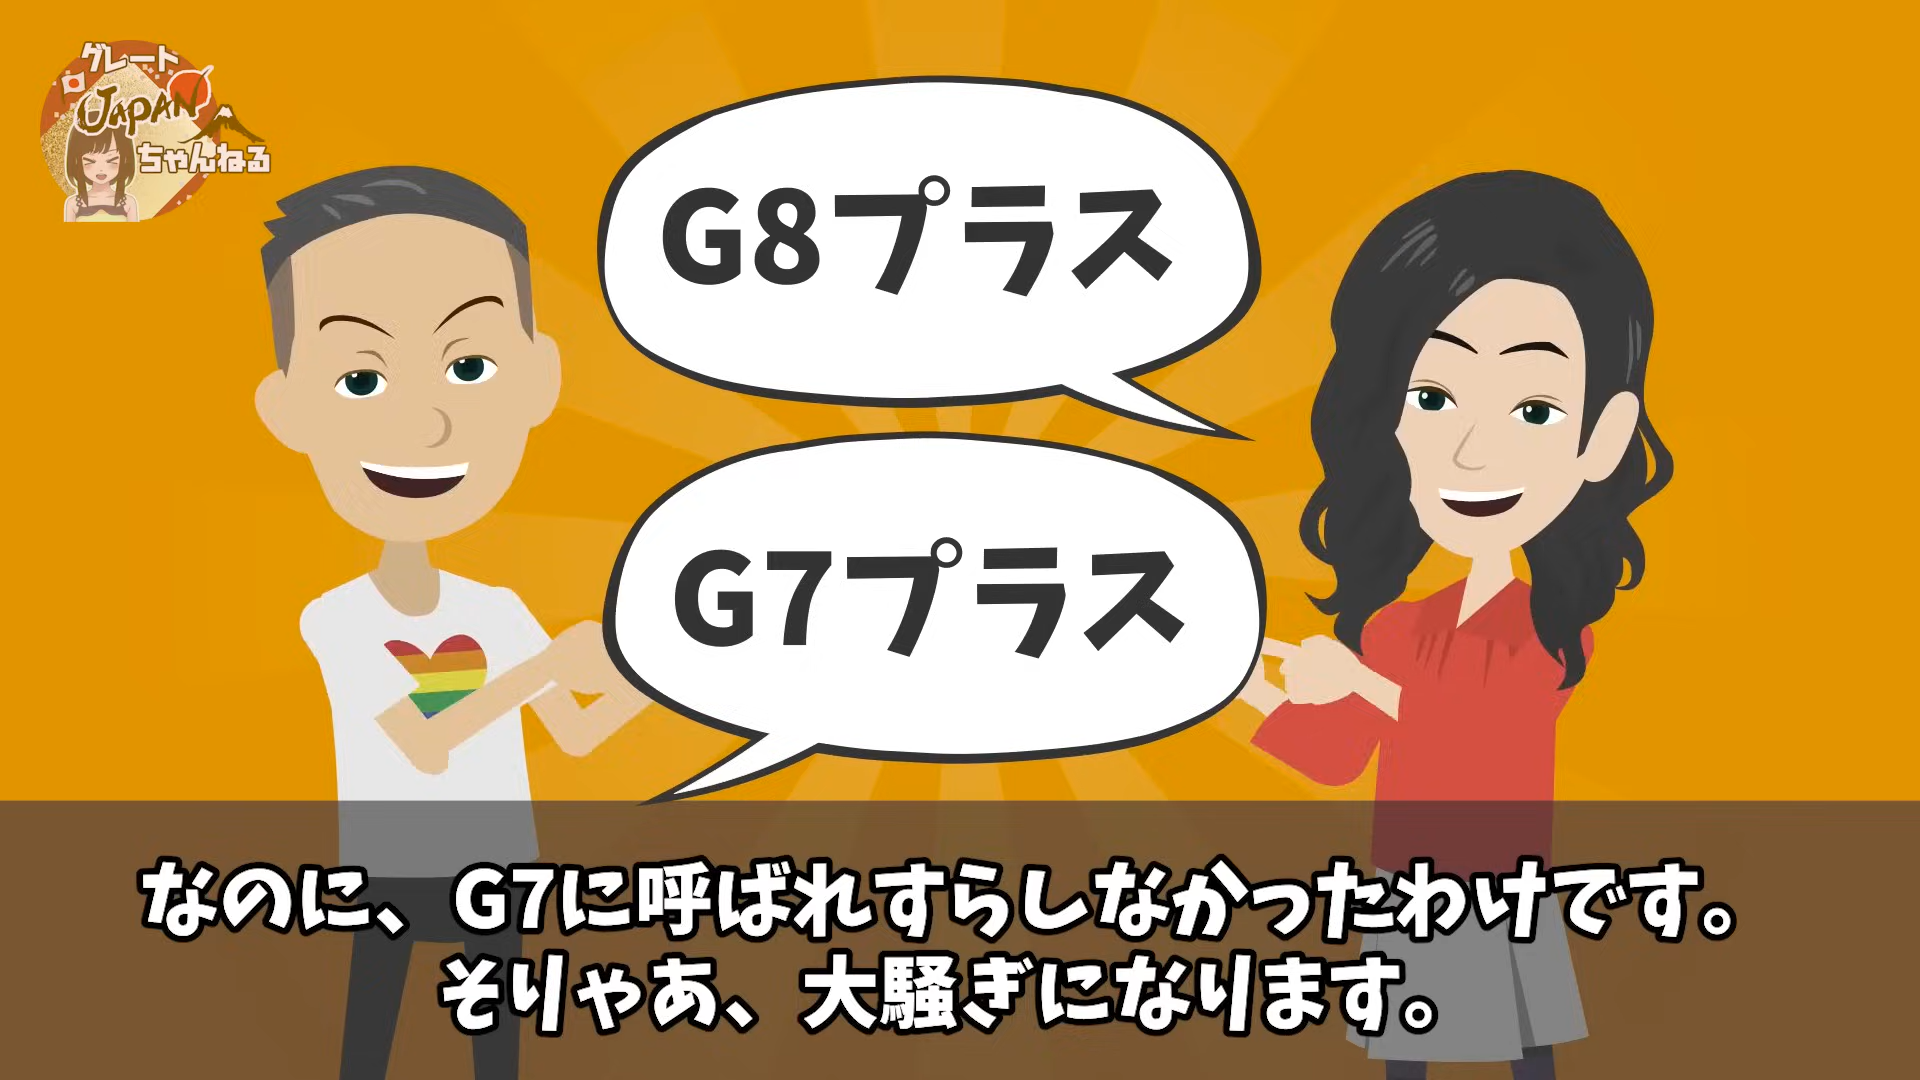 グレート
JAPAN
ちゃんねる
G8プラス
G7プラス
なのに、G7に呼ばれすらしなかったわけです。
そりゃあ、大騒ぎになります。